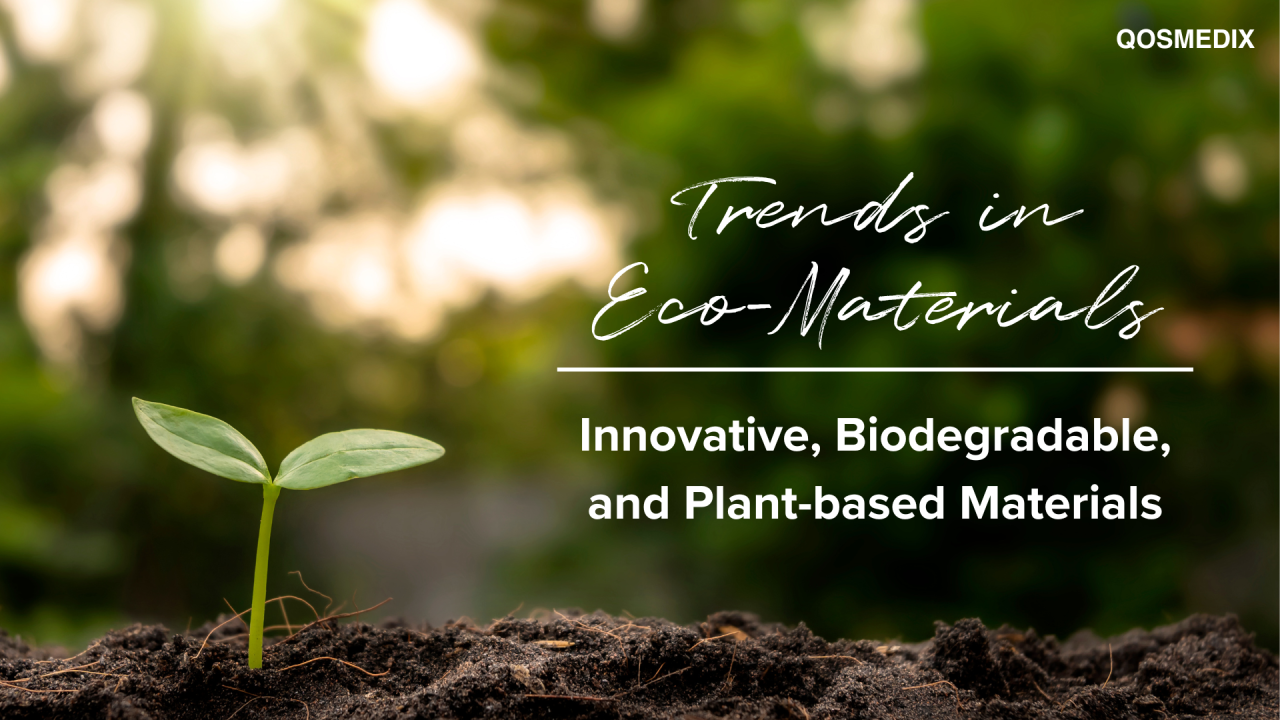 QOSMEDIX
Trends in
Eco-Materials
Innovative, Biodegradable,
and Plant-based Materials